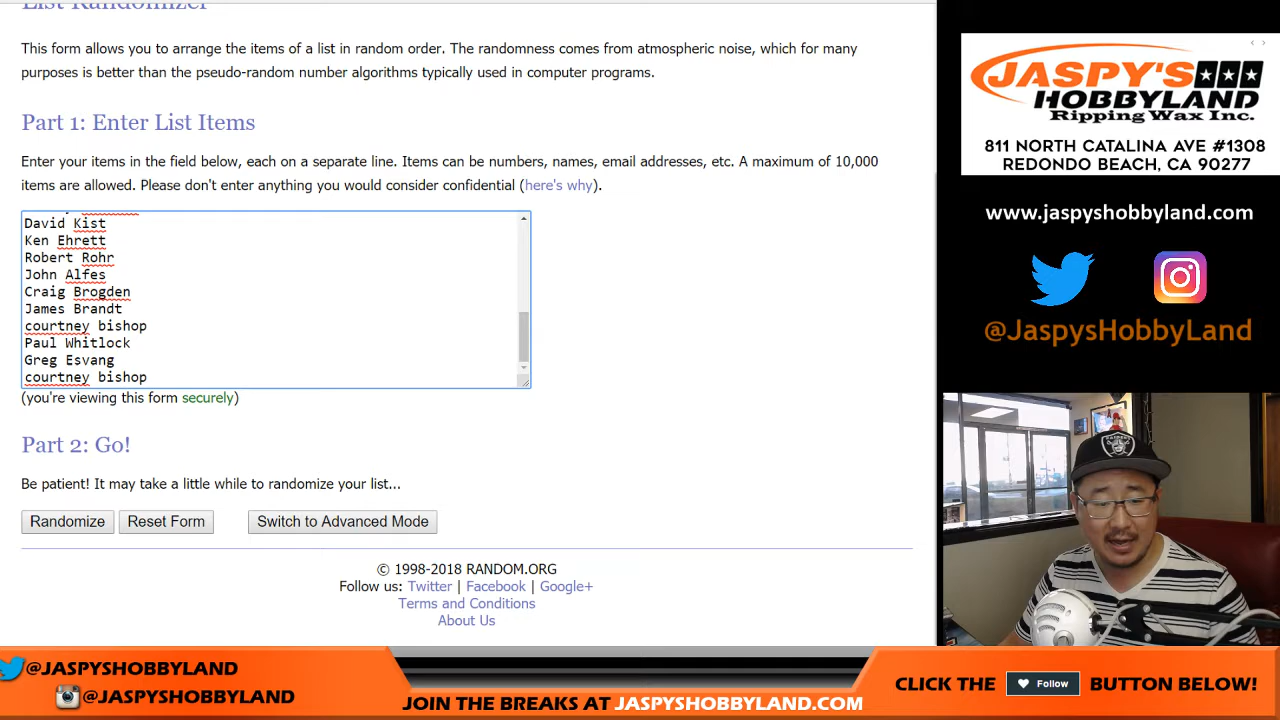 List Randomizer
This form allows you to arrange the items of a list in random order. The randomness comes from atmospheric noise, which for many
purposes is better than the pseudo-random number algorithms typically used in computer programs.
Part 1: Enter List Items
Enter your items in the field below, each on a separate line. Items can be numbers, names, email addresses, etc. A maximum of 10,000
items are allowed. Please don't enter anything you would consider confidential (here's why).
David Kist
Ken Ehrett
Robert Rohr
John Alfes
Craig Brogden
James Brandt
courtney bishop
Paul Whitlock
Greg Esvang
courtney bishop
(you're viewing this form securely)
Part 2: Go!
Be patient! It may take a little while to randomize your list...
Randomize Reset Form Switch to Advanced Mode
© 1998-2018 RANDOM.ORG
Follow us: Twitter | Facebook | Google+
Terms and Conditions
About Us
JASPY'S
HOBBYLAND
Ripping Wax Inc.
811 NORTH CATALINA AVE #1308
REDONDO BEACH, CA 90277
www.jaspyshobbyland.com
@JaspysHobbyLand
@JASPYSHOBBYLAND
@JASPYSHOBBYLAND
JOIN THE BREAKS AT JASPYSHOBBYLAND.COM
CLICK THE Follow BUTTON BELOW!